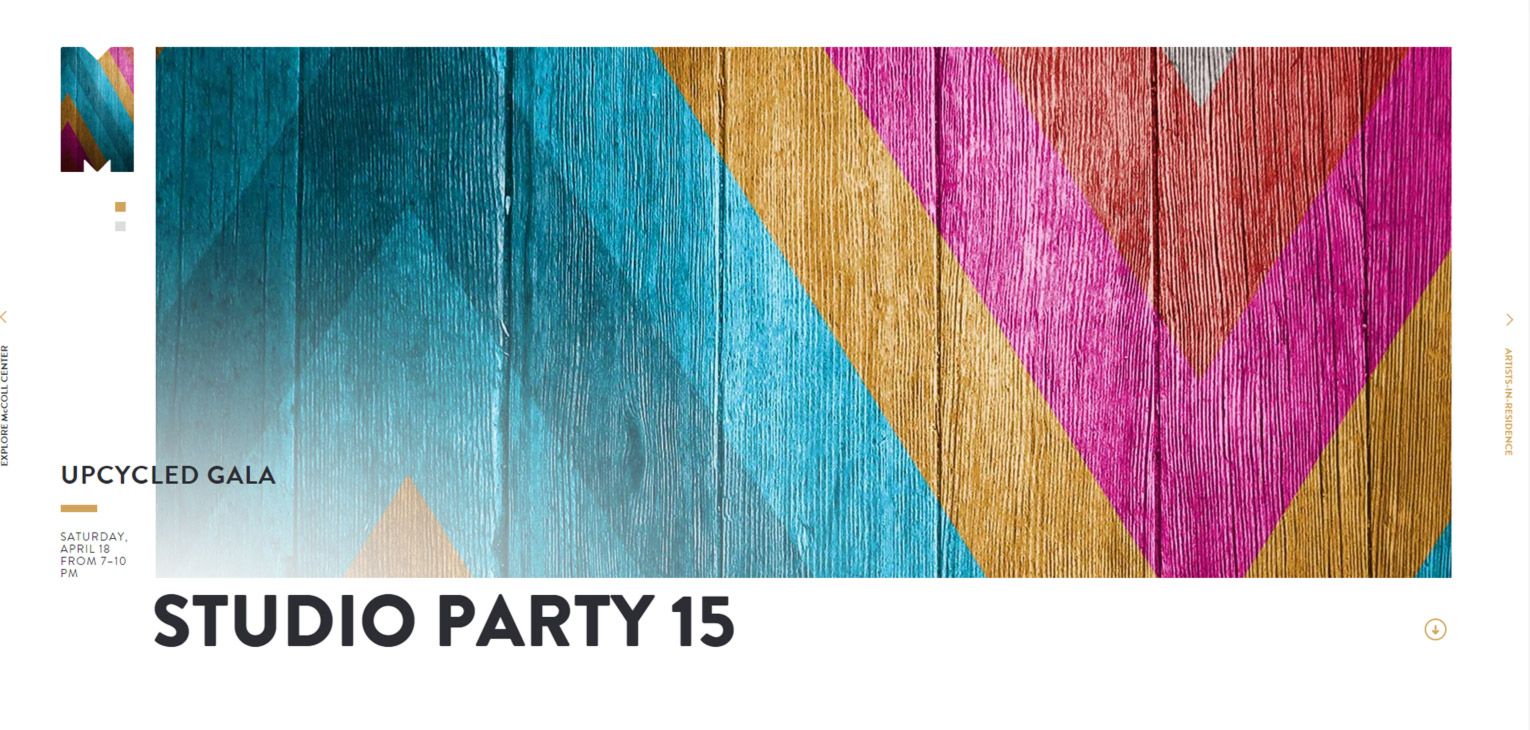 EXPLORE McCOLL CENTER
UPCYCLED GALA
SATURDAY,
APRIL 18
FROM 7–10
PM
STUDIO PARTY 15
ARTISTS-IN-RESIDENCE